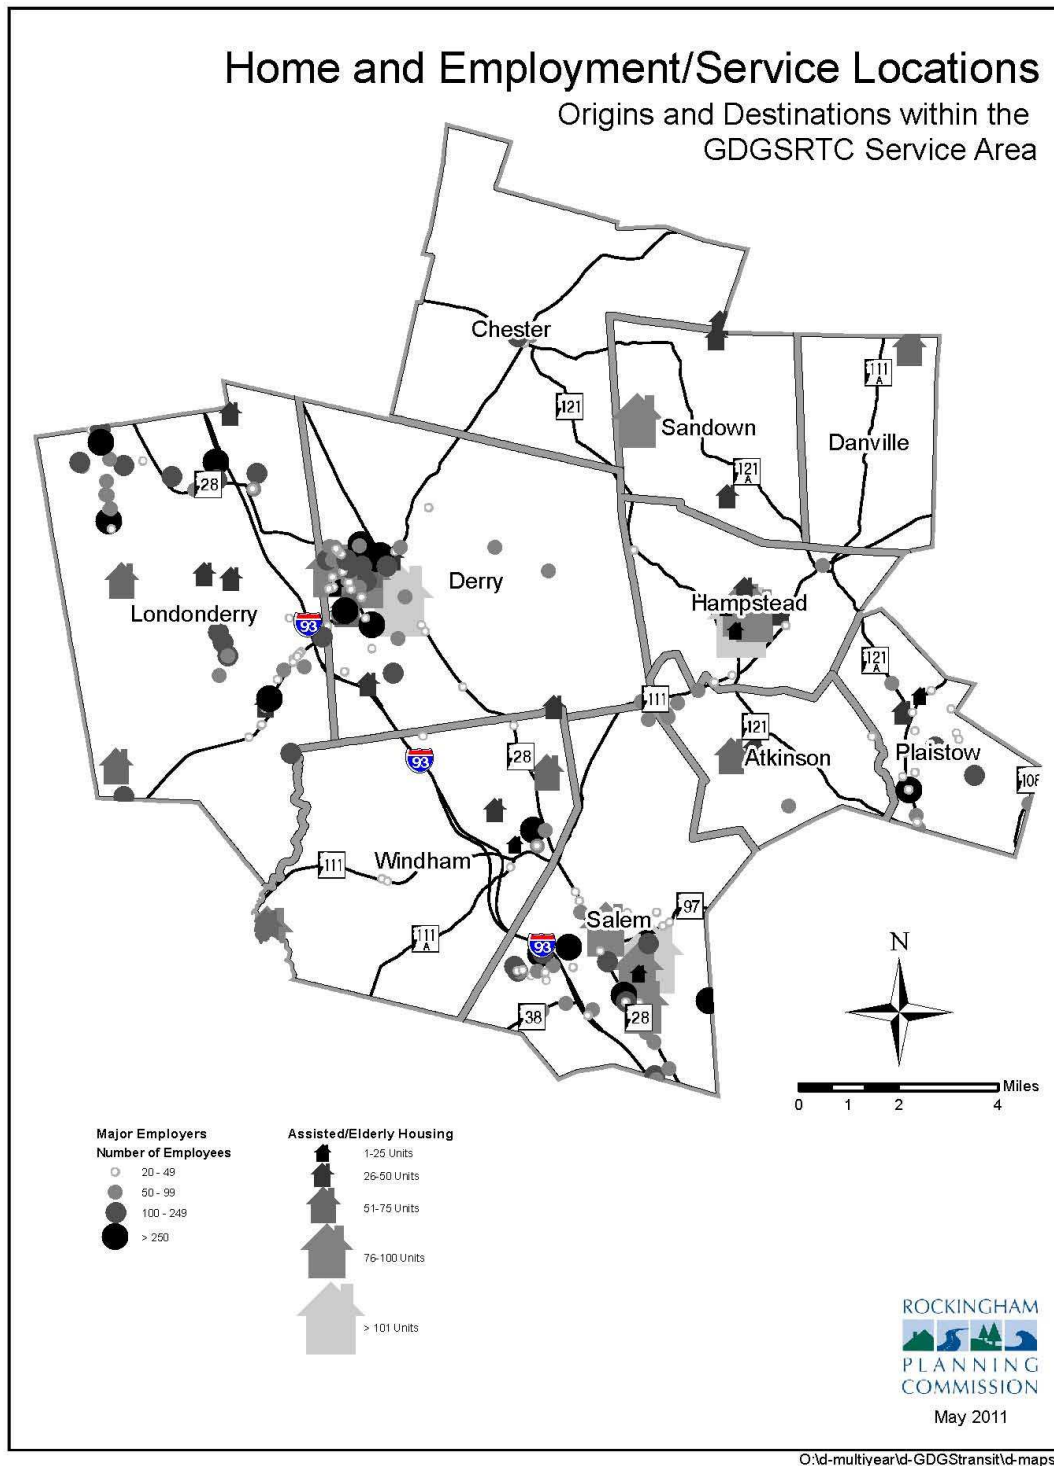 Home and Employment/Service Locations
Origins and Destinations within the
GDGSRTC Service Area
Chester
121
111
A
Sandown
Danville
121
A
28
Derry
Londonderry
93
Hampstead
121
A
111
121
Atkinson
Plaistow
108
93
28
Windham
111
111
A
Salem
97
93
38
28
N
Miles
0 1 2 4
Major Employers
Number of Employees
20 - 49
50 - 99
100 - 249
> 250
Assisted/Elderly Housing
1-25 Units
26-50 Units
51-75 Units
76-100 Units
> 101 Units
ROCKINGHAM
PLANNING
COMMISSION
May 2011
O:\d-multiyear\d-GDGStransit\d-maps